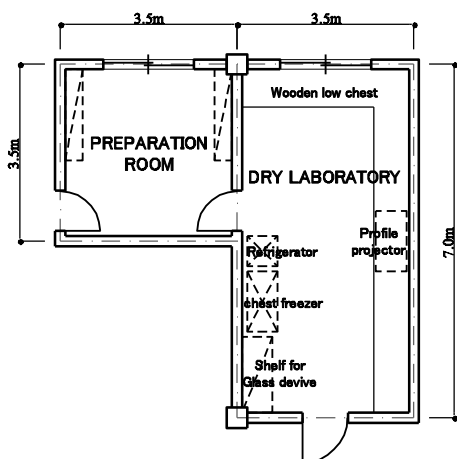 3.5m
3.5m
Wooden low chest
3.5m
PREPARATION
ROOM
DRY LABORATORY
7.0m
Profile
projector
Refrigerator
chest freezer
Shelf for
Glass devive